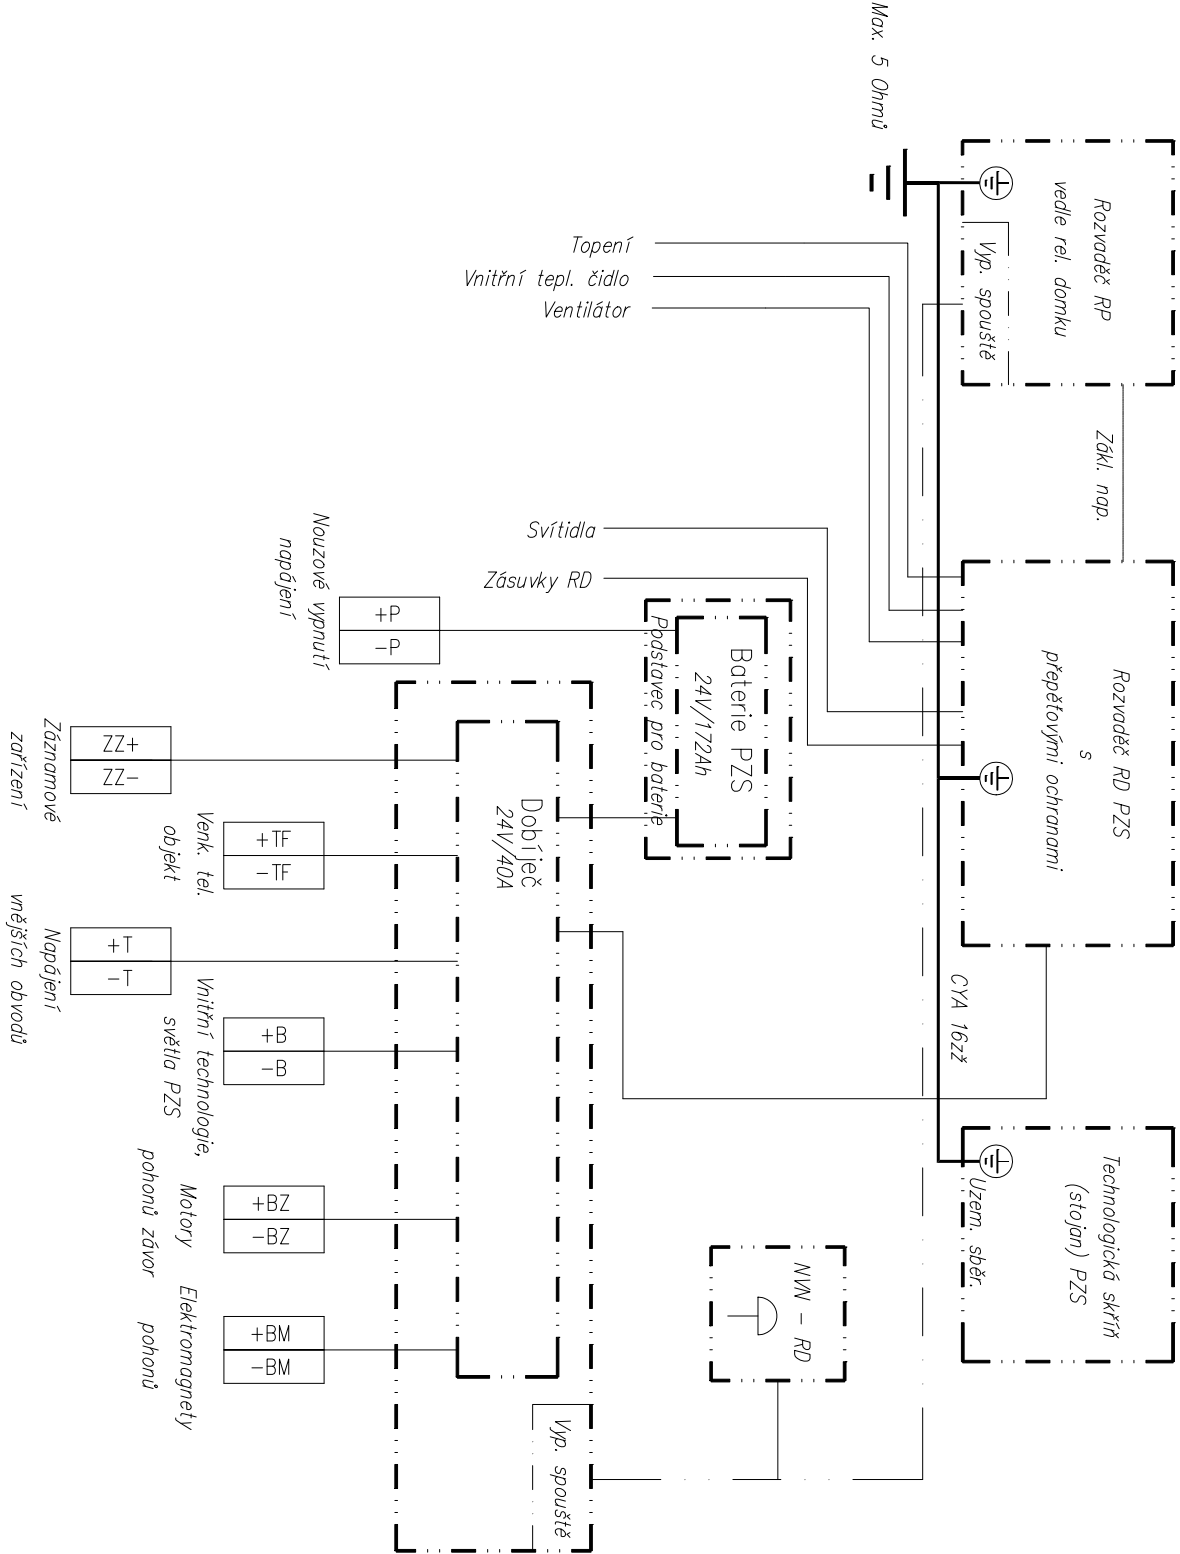 Max. 5 Ohmů
Rozvaděč RP
vedle rel. domku
Vyp. spouště
Zákl. nap.
Topení
Vnitřní tepl. čidlo
Ventilátor
Svítidla
Zásuvky RD
Rozvaděč RD PZS
s
přepěťovými ochranami
CYA 16zž
Technologická skříň
(stojan) PZS
Uzem. sběr.
Nouzové vypnutí
napájení
+P
-P
Baterie PZS
24V/172Ah
Podstavec pro baterie
NVN - RD
Dobíječ
24V/40A
Vyp. spouště
ZZ+
ZZ-
Záznamové
zařízení
+TF
-TF
Venk. tel.
objekt
+T
-T
Napájení
vnějších obvodů
+B
-B
Vnitřní technologie,
světla PZS
+BZ
-BZ
Motory
pohonů závor
+BM
-BM
Elektromagnety
pohonů